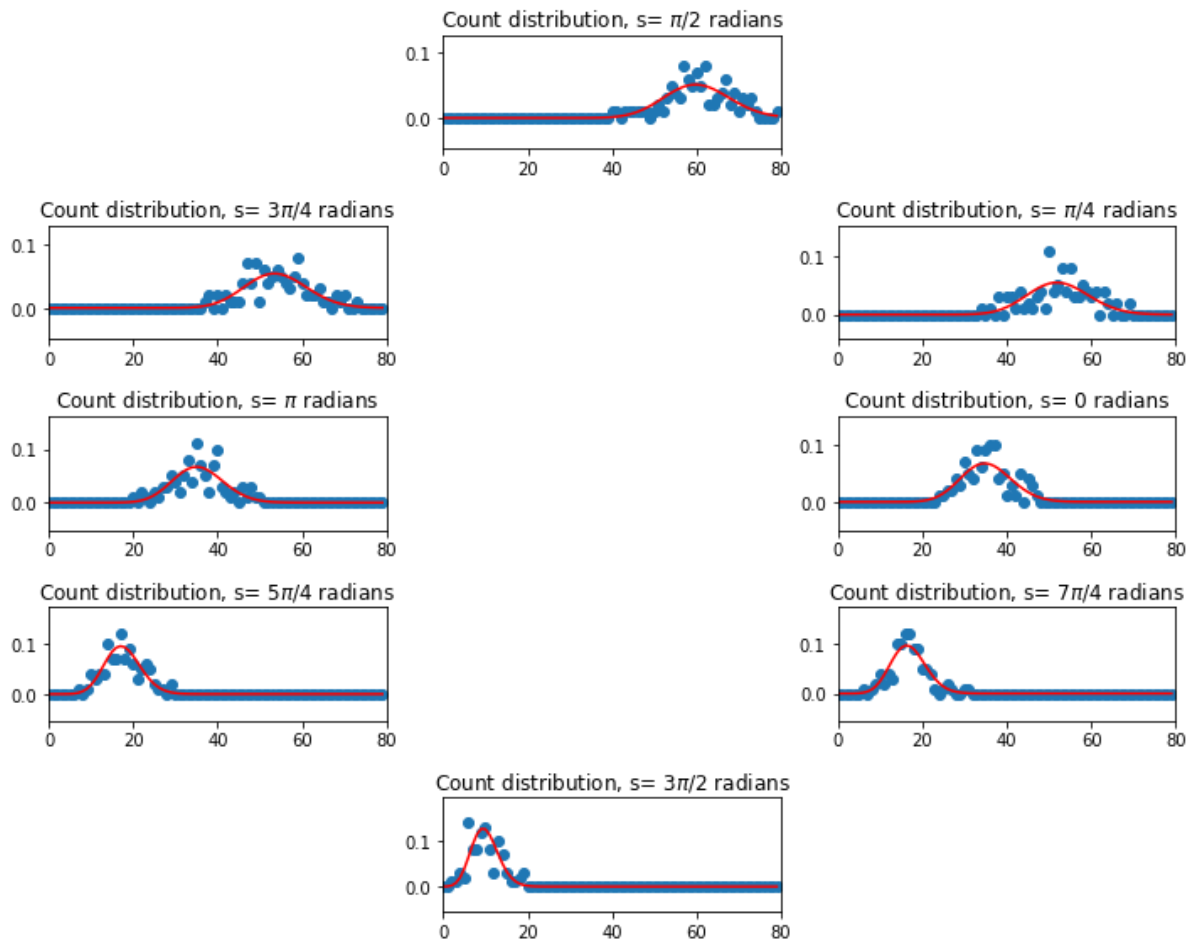 Count distribution, s= π/2 radians
0.1
0.0
0 20 40 60 80
Count distribution, s= 3π/4 radians
0.1
0.0
0 20 40 60 80
Count distribution, s= π/4 radians
0.1
0.0
0 20 40 60 80
Count distribution, s= π radians
0.1
0.0
0 20 40 60 80
Count distribution, s= 0 radians
0.1
0.0
0 20 40 60 80
Count distribution, s= 5π/4 radians
0.1
0.0
0 20 40 60 80
Count distribution, s= 7π/4 radians
0.1
0.0
0 20 40 60 80
Count distribution, s= 3π/2 radians
0.1
0.0
0 20 40 60 80